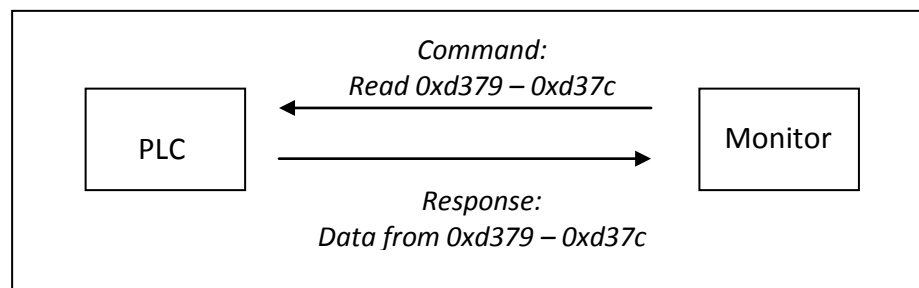 Command:
Read 0xd379 – 0xd37c
PLC
Monitor
Response:
Data from 0xd379 – 0xd37c